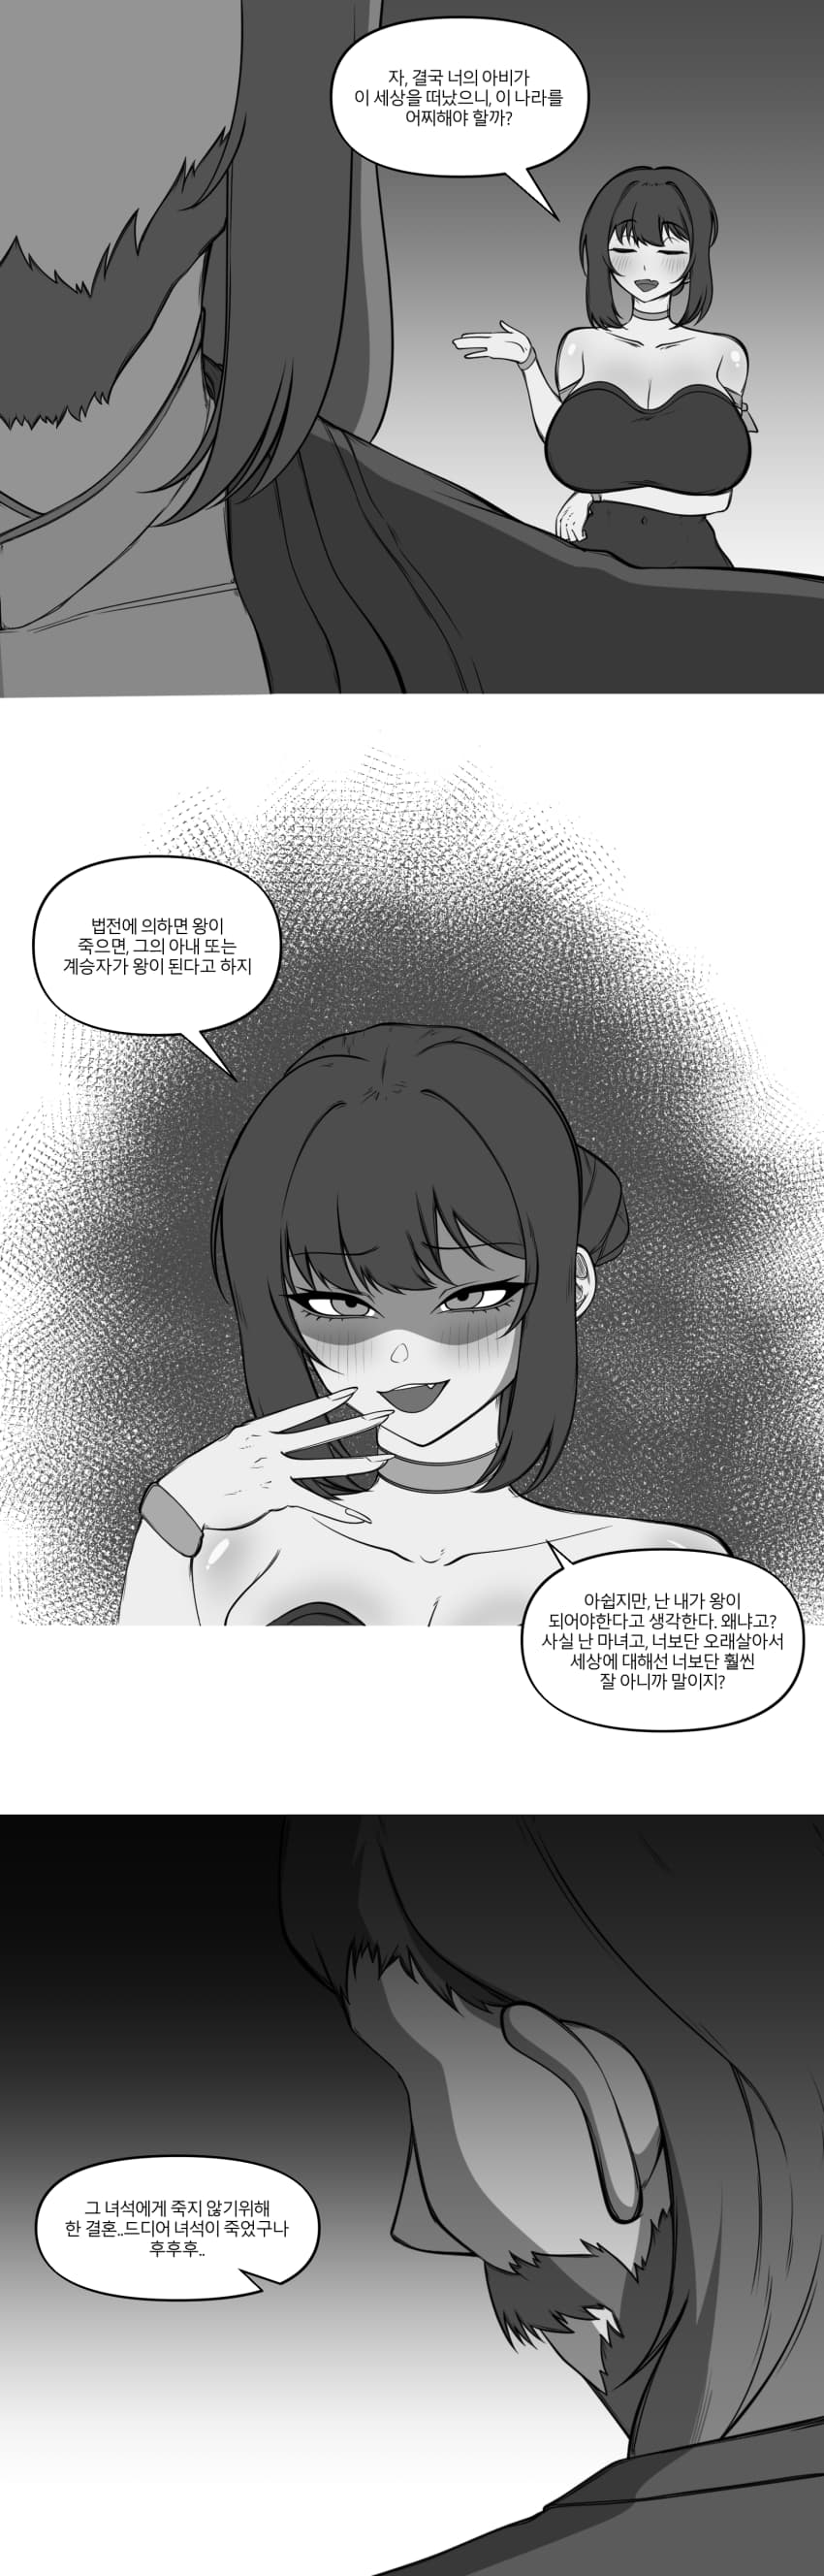 자, 결국 너의 아비가
이 세상을 떠났으니, 이 나라를
어찌해야 할까?
법전에 의하면 왕이
죽으면, 그의 아내 또는
계승자가 왕이 된다고 하지
아쉽지만, 난 내가 왕이
되어야한다고 생각한다. 왜냐고?
사실 난 마녀고, 너보단 오래살아서
세상에 대해선 너보단 훨씬
잘 아니까 말이지?
그 녀석에게 죽지 않기위해
한 결혼..드디어 녀석이 죽었구나
후후후..